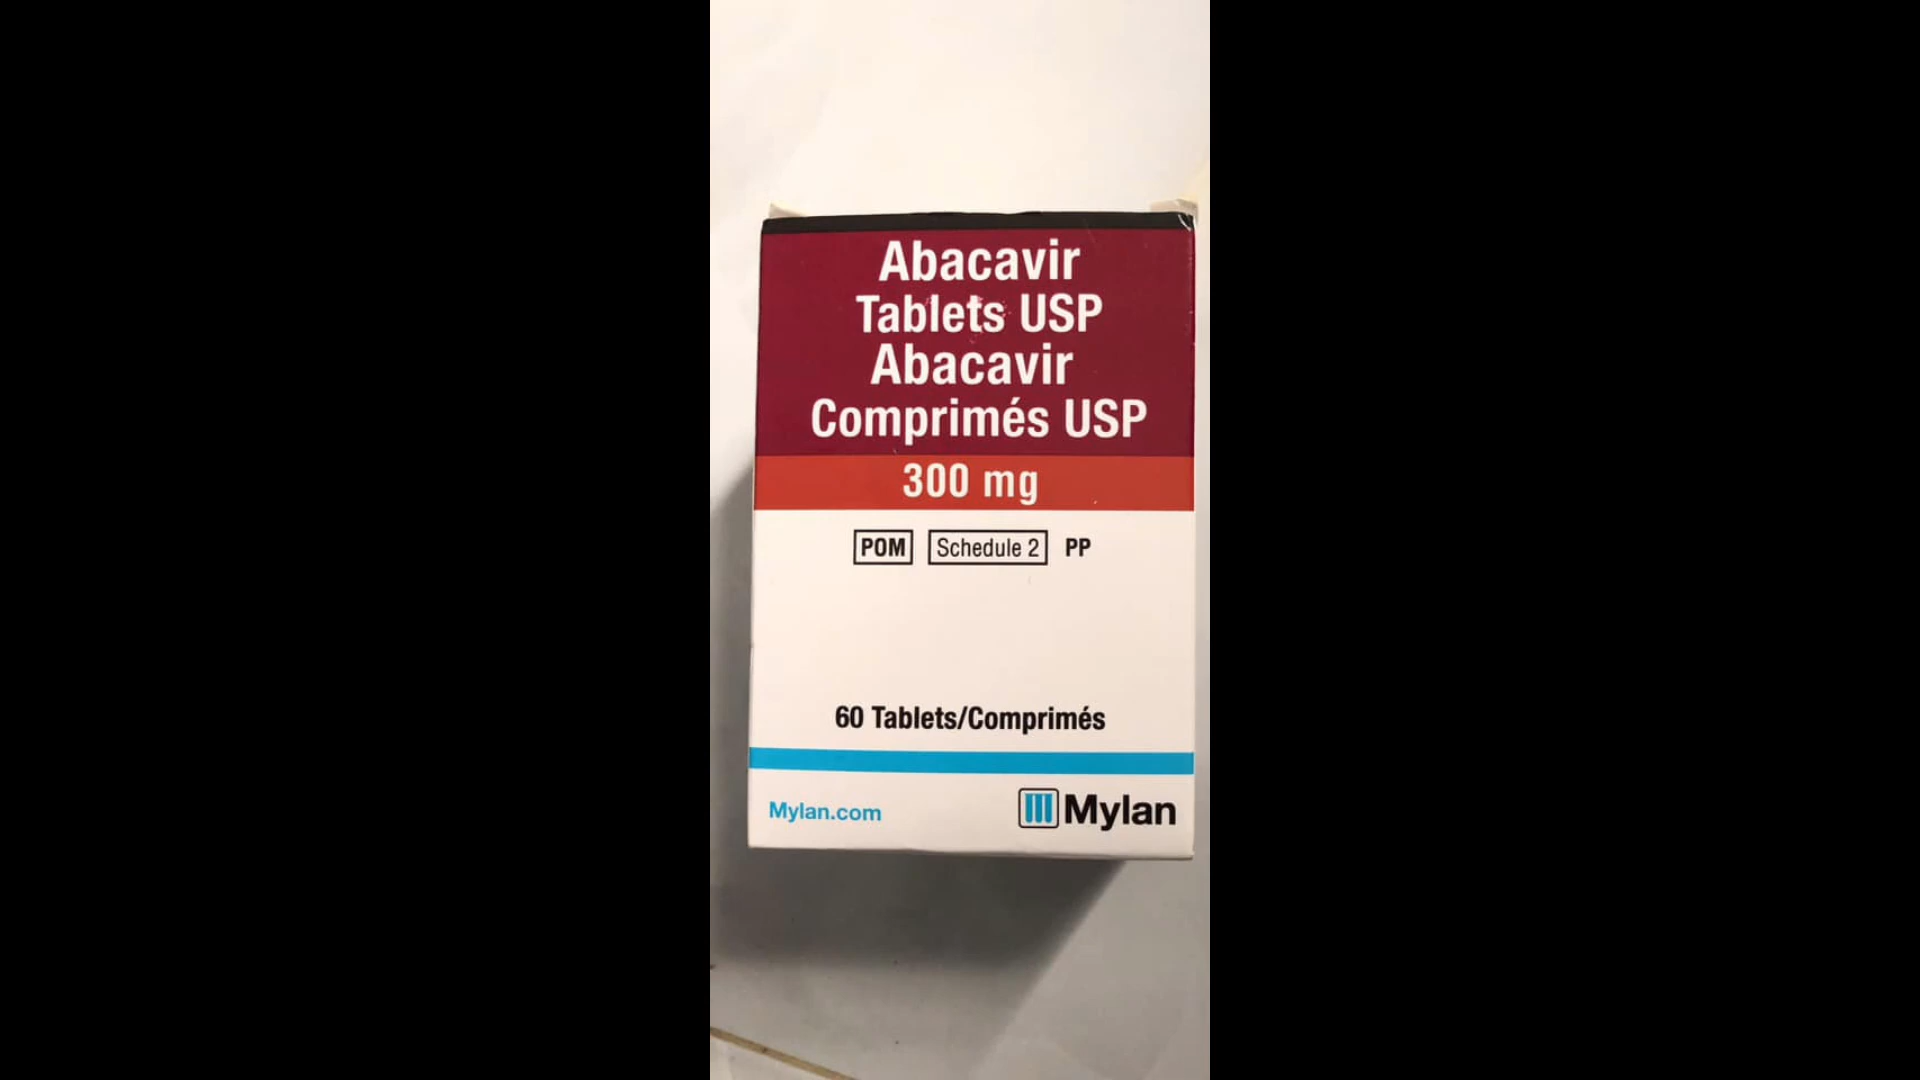 Abacavir
Tablets USP
Abacavir
Comprimés USP
300 mg
POM Schedule 2 PP
60 Tablets/Comprimés
Mylan.com Mylan